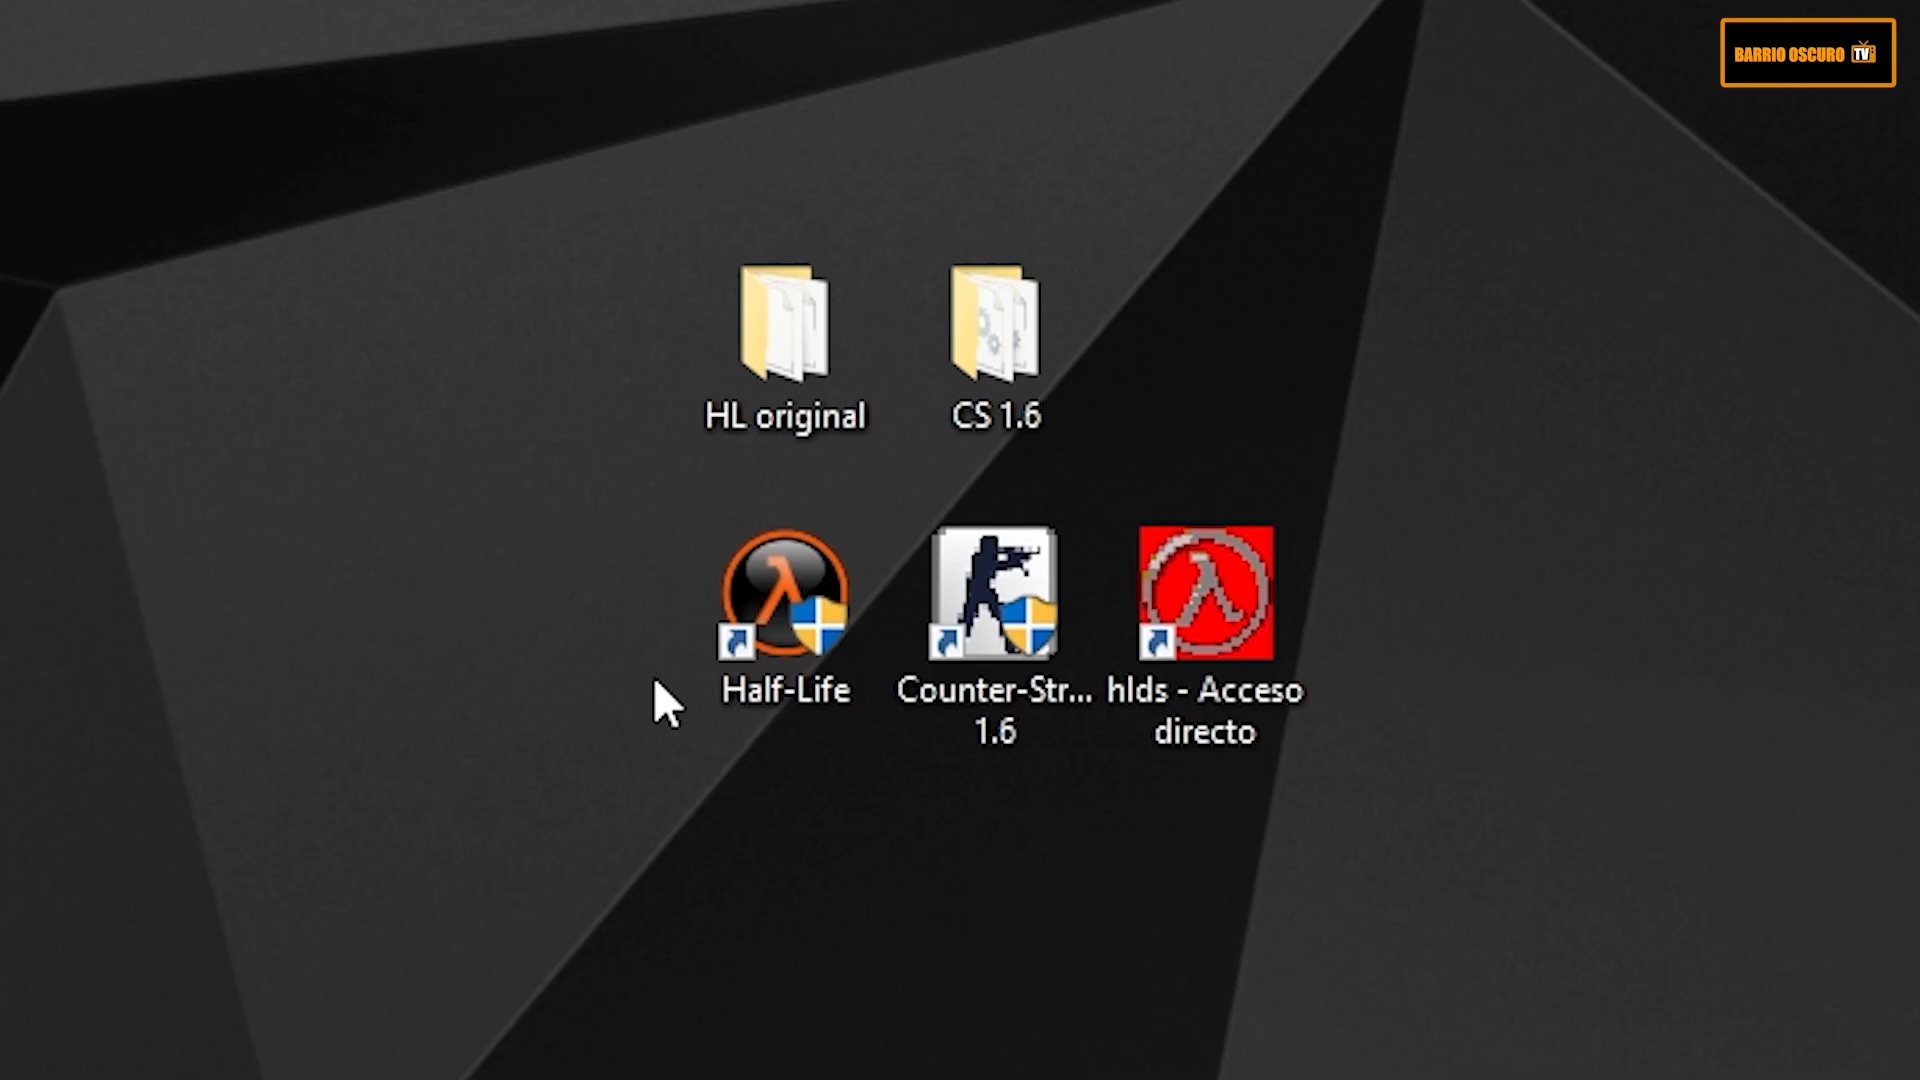 BARRIO OSCURO TV
HL original
CS 1.6
Half-Life
Counter-Str...
1.6
hlds - Acceso
directo